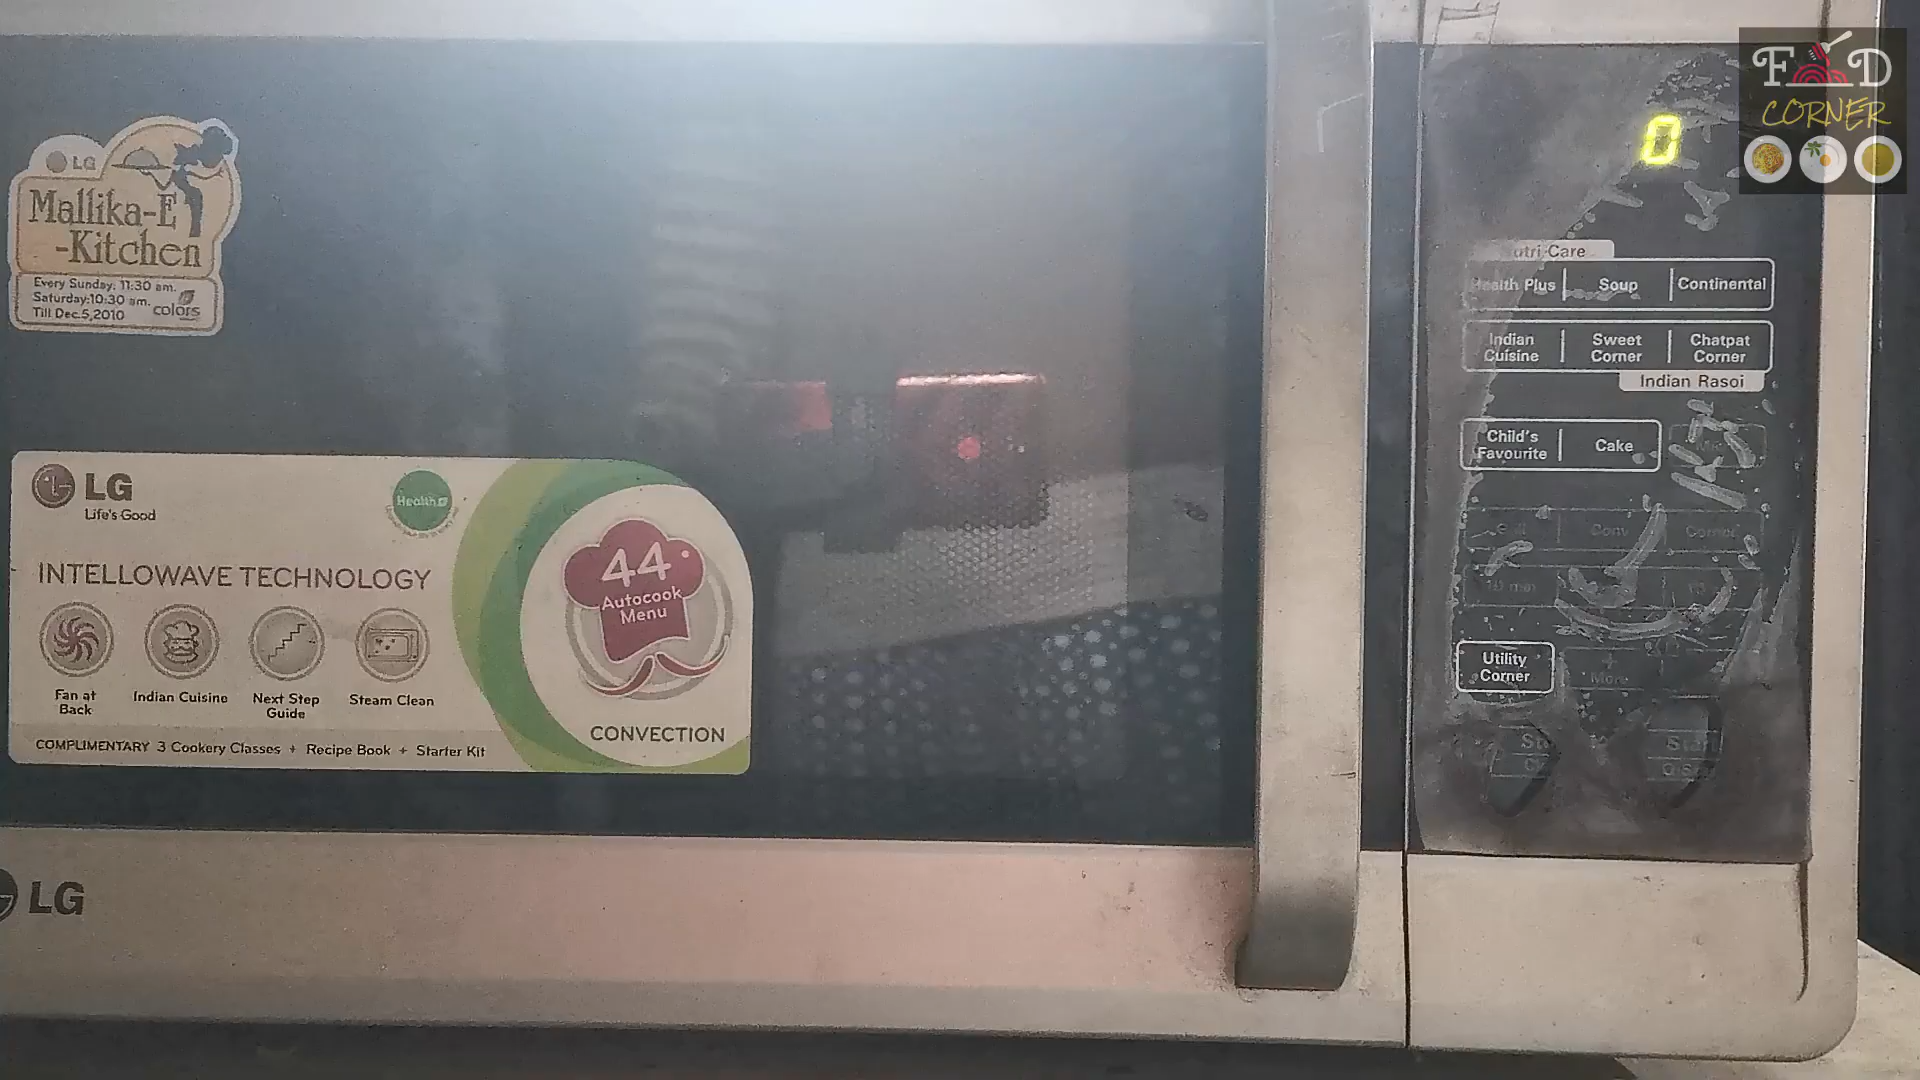 LG
Mallika-E
-Kitchen
Every Sunday: 11:30 am.
Saturday:10:30 am.
Till Dec.5,2010
colors
LG
Life's Good
Health
INTELLOWAVE TECHNOLOGY
Fan at
Back
Indian Cuisine
Next Step
Guide
Steam Clean
44
Autocook
Menu
CONVECTION
COMPLIMENTARY 3 Cookery Classes + Recipe Book + Starter Kit
LG
FOOD
CORNER
0
Health Plus
Soup
Continental
Indian
Cuisine
Sweet
Corner
Chatpat
Corner
Indian Rasoi
Child's
Favourite
Cake
Utility
Corner
Start